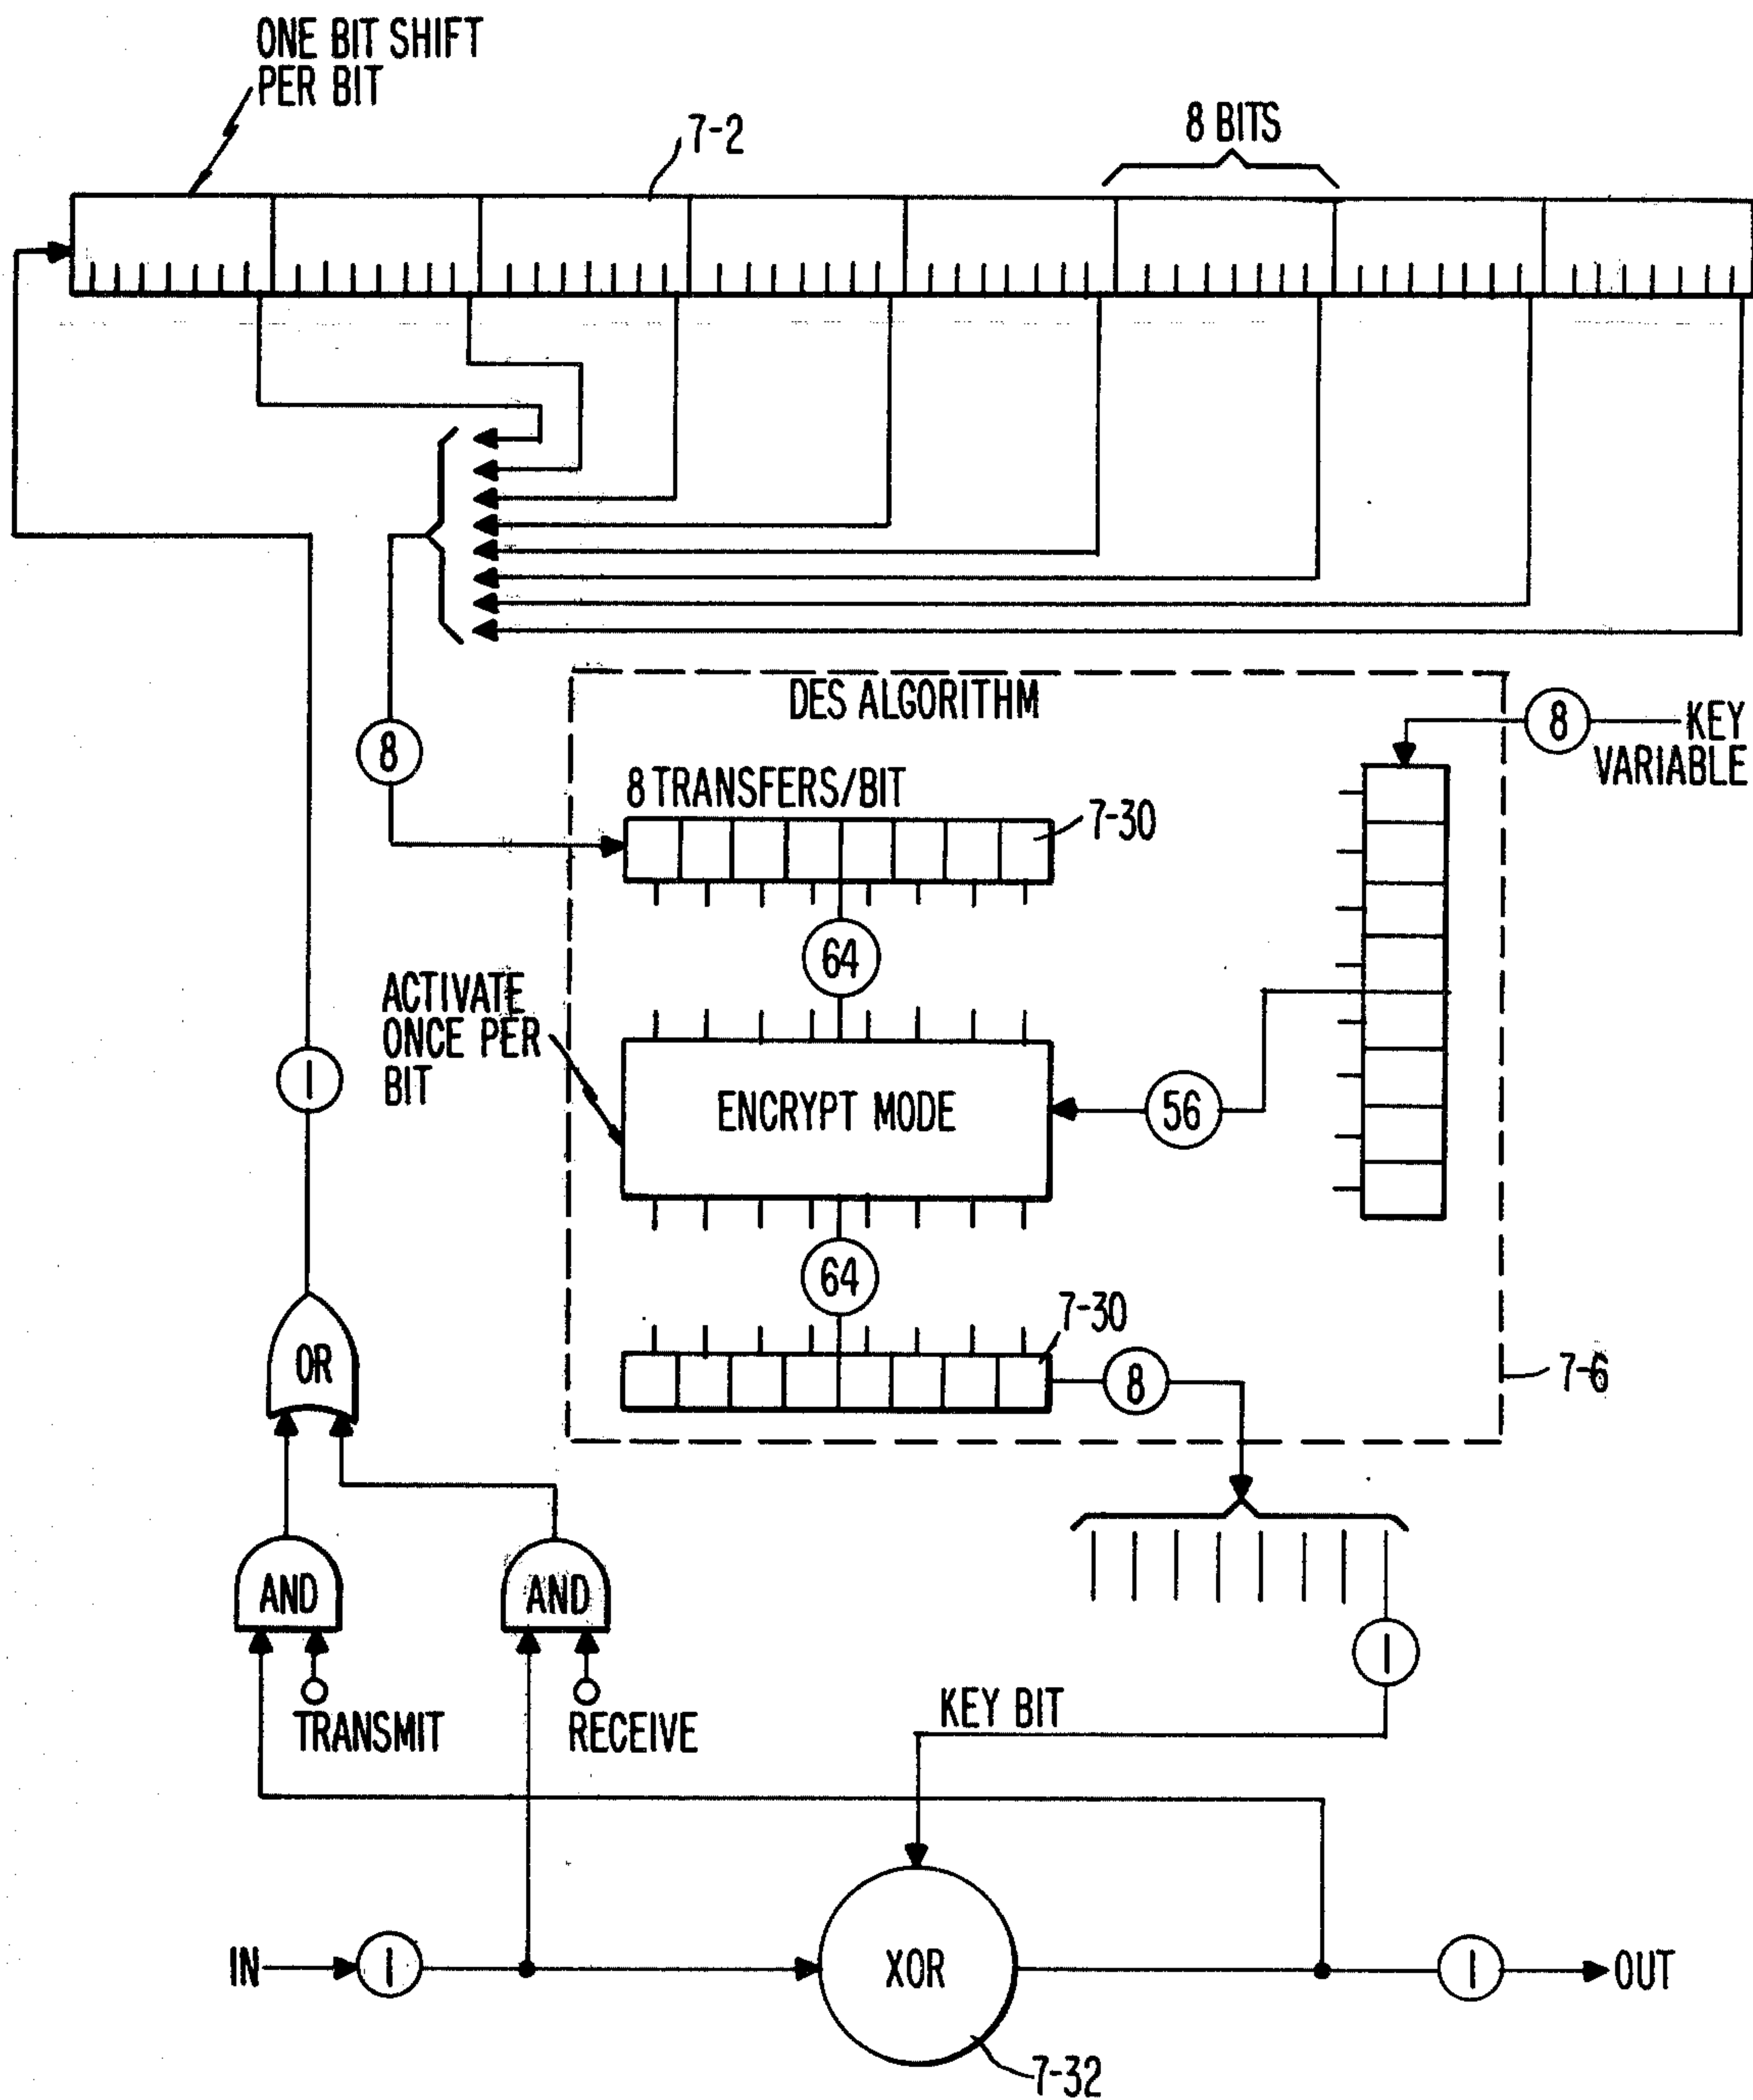 ONE BIT SHIFT
PER BIT
7-2
8 BITS
DES ALGORITHM
8
8
KEY
VARIABLE
8 TRANSFERS/BIT
7-30
64
ACTIVATE
ONCE PER
BIT
1
ENCRYPT MODE
56
64
7-30
OR
8
7-6
AND
AND
1
TRANSMIT
RECEIVE
KEY BIT
IN
1
XOR
1
OUT
7-32